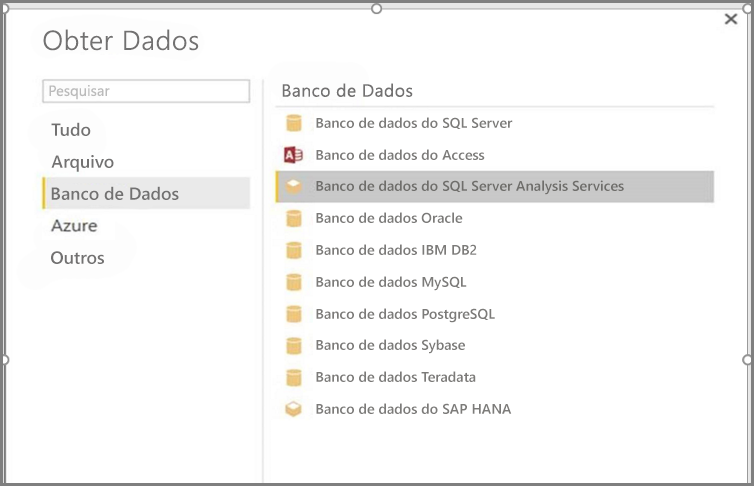 Obter Dados
Pesquisar
Tudo
Arquivo
Banco de Dados
Azure
Outros
Banco de Dados
Banco de dados do SQL Server
Banco de dados do Access
Banco de dados do SQL Server Analysis Services
Banco de dados Oracle
Banco de dados IBM DB2
Banco de dados MySQL
Banco de dados PostgreSQL
Banco de dados Sybase
Banco de dados Teradata
Banco de dados do SAP HANA